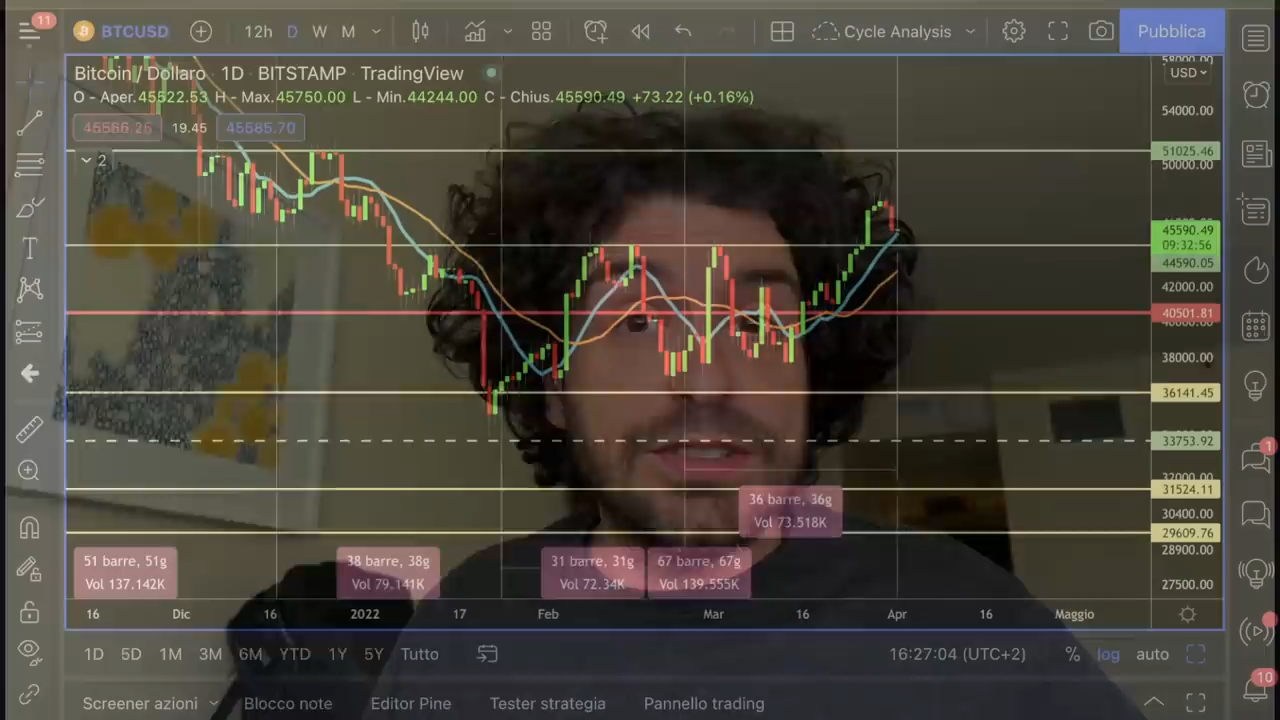 11
BTCUSD
12h D W M
Cycle Analysis
Pubblica
Bitcoin / Dollaro 1D BITSTAMP TradingView
USD
O - Aper.45522.53 H - Max.45750.00 L - Min.44244.00 C - Chius.45590.49 +73.22 (+0.16%)
45586.25 19.45 45585.70
2
54000.00
51025.46
50000.00
45590.49
09:32:56
44590.05
42000.00
40501.81
38000.00
36141.45
33753.92
31524.11
30400.00
29609.76
28900.00
27500.00
36 barre, 36g
Vol 73.518K
51 barre, 51g
Vol 137.142K
38 barre, 38g
Vol 79.141K
31 barre, 31g
Vol 72.34K
67 barre, 67g
Vol 139.555K
16 Dic 16 2022 17 Feb Mar 16 Apr 16 Maggio
1D 5D 1M 3M 6M YTD 1Y 5Y Tutto
16:27:04 (UTC+2) % log auto
Screener azioni Blocco note Editor Pine Tester strategia Pannello trading
1
10